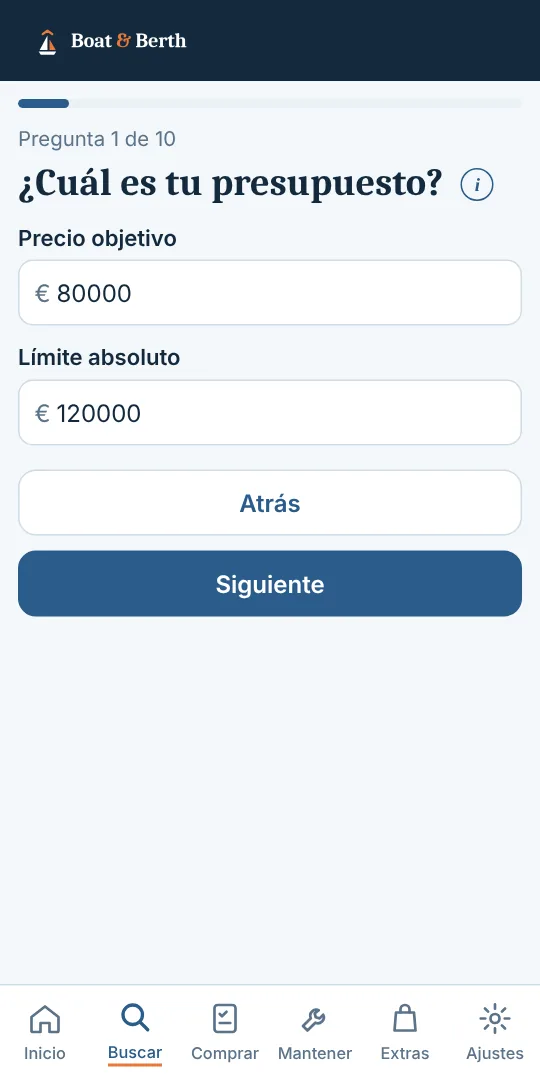 Boat & Berth
Pregunta 1 de 10
¿Cuál es tu presupuesto? i
Precio objetivo
€ 80000
Límite absoluto
€ 120000
Atrás
Siguiente
Inicio Buscar Comprar Mantener Extras Ajustes